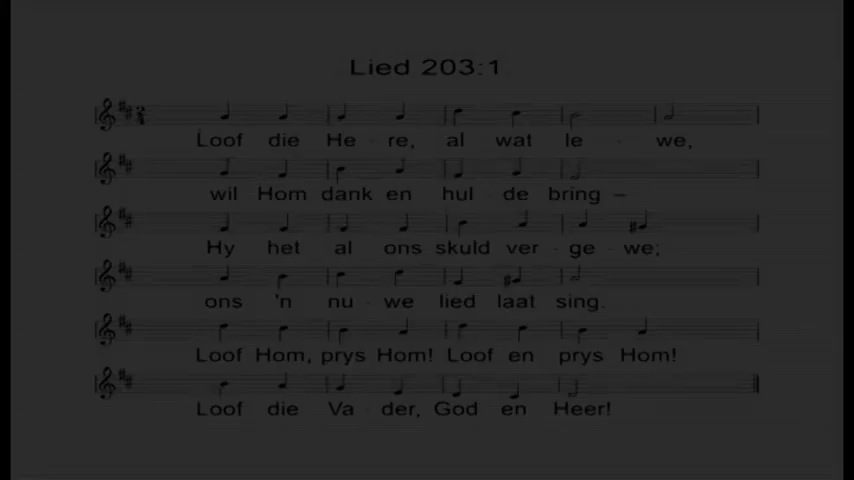 Lied 203:1
Loof die He - re, al wat le - we,
wil Hom dank en hul - de bring –
Hy het al ons skuld ver - ge - we;
ons 'n nu - we lied laat sing.
Loof Hom, prys Hom! Loof en prys Hom!
Loof die Va - der, God en Heer!